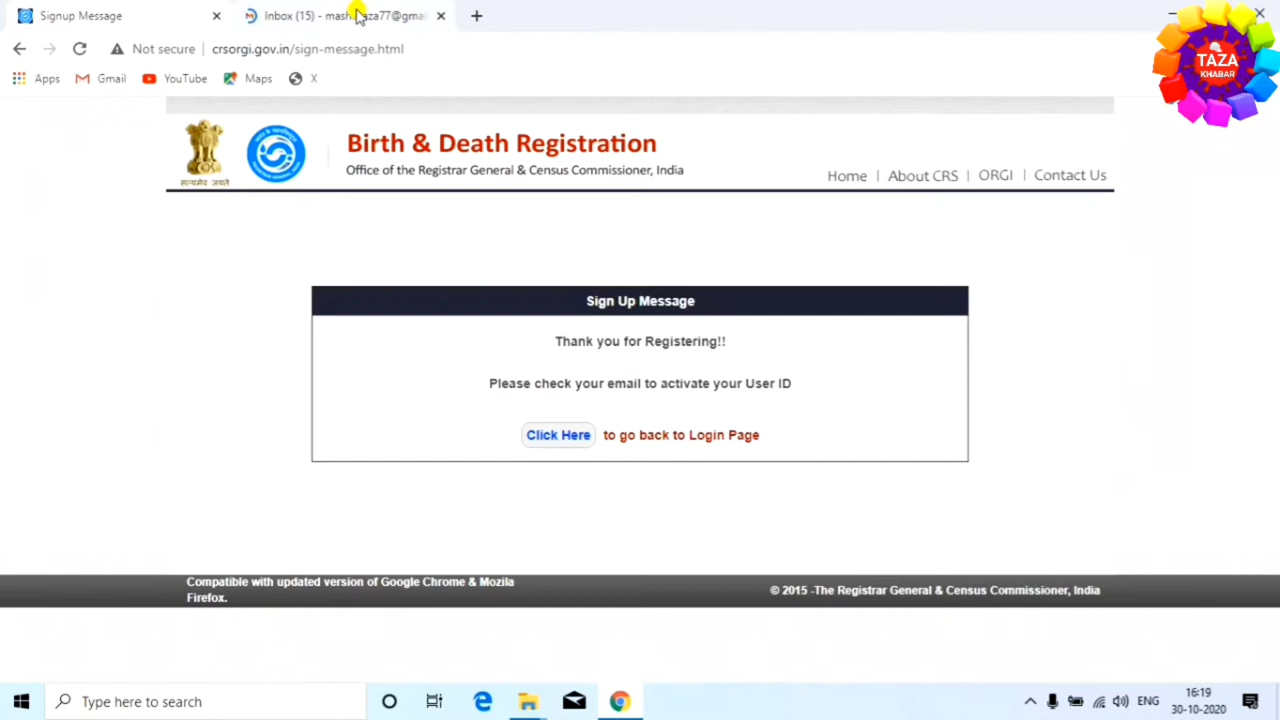 Signup Message
Inbox (15) -
Not secure
crsorgi.gov.in/sign-message.html
Apps
Gmail
YouTube
Maps
X
TAZA
KHABAR
सत्यमेव जयते
Birth & Death Registration
Office of the Registrar General & Census Commissioner, India
Home | About CRS | ORGI | Contact Us
Sign Up Message
Thank you for Registering!!
Please check your email to activate your User ID
Click Here to go back to Login Page
Compatible with updated version of Google Chrome & Mozila
Firefox.
© 2015 -The Registrar General & Census Commissioner, India
Type here to search
ENG
16:19
30-10-2020